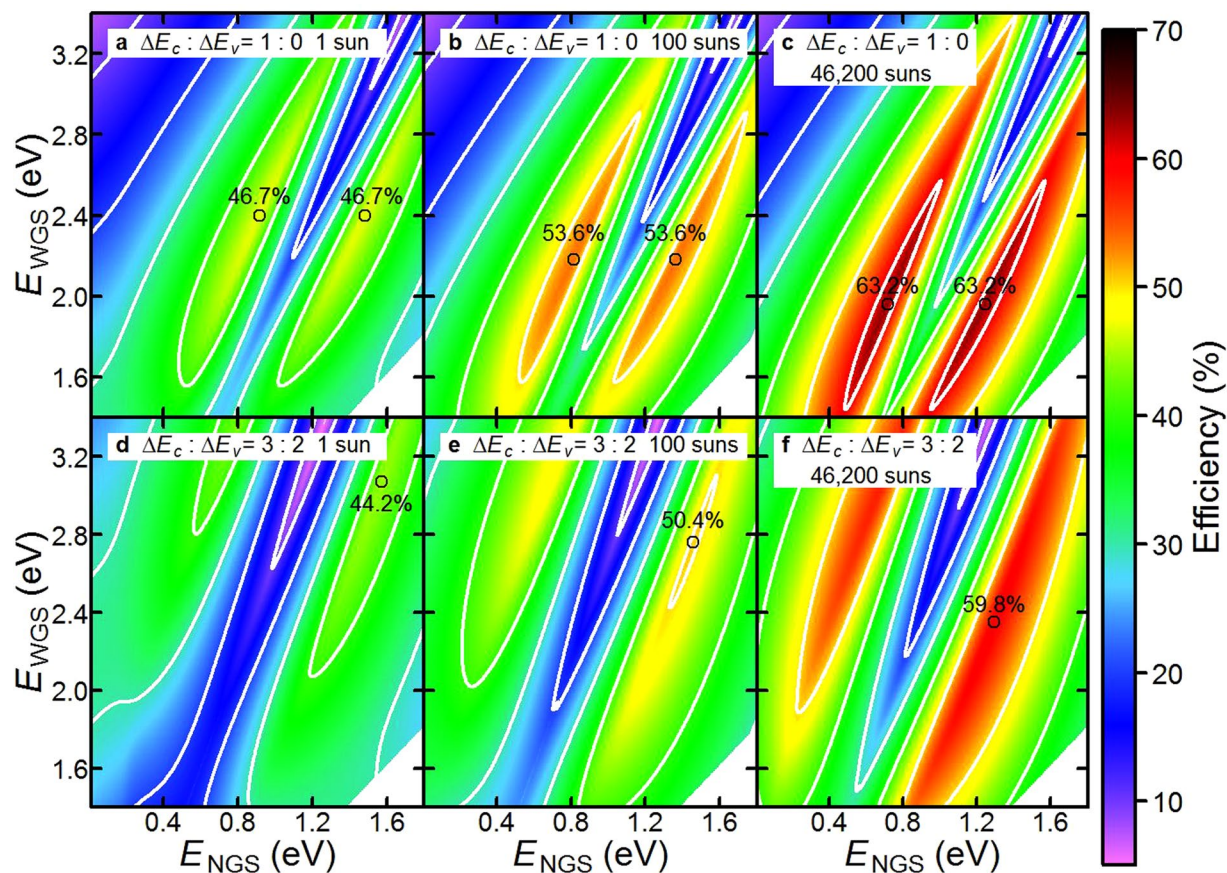 a ΔEc : ΔEv = 1 : 0 1 sun
b ΔEc : ΔEv = 1 : 0 100 suns
c ΔEc : ΔEv = 1 : 0
46,200 suns
3.2
2.8
2.4
2.0
1.6
EWGS (eV)
46.7%
46.7%
53.6%
53.6%
63.2%
63.2%
d ΔEc : ΔEv = 3 : 2 1 sun
e ΔEc : ΔEv = 3 : 2 100 suns
f ΔEc : ΔEv = 3 : 2
46,200 suns
3.2
2.8
2.4
2.0
1.6
EWGS (eV)
44.2%
50.4%
59.8%
0.4 0.8 1.2 1.6
0.4 0.8 1.2 1.6
0.4 0.8 1.2 1.6
ENGS (eV)
ENGS (eV)
ENGS (eV)
70
60
50
40
30
20
10
Efficiency (%)